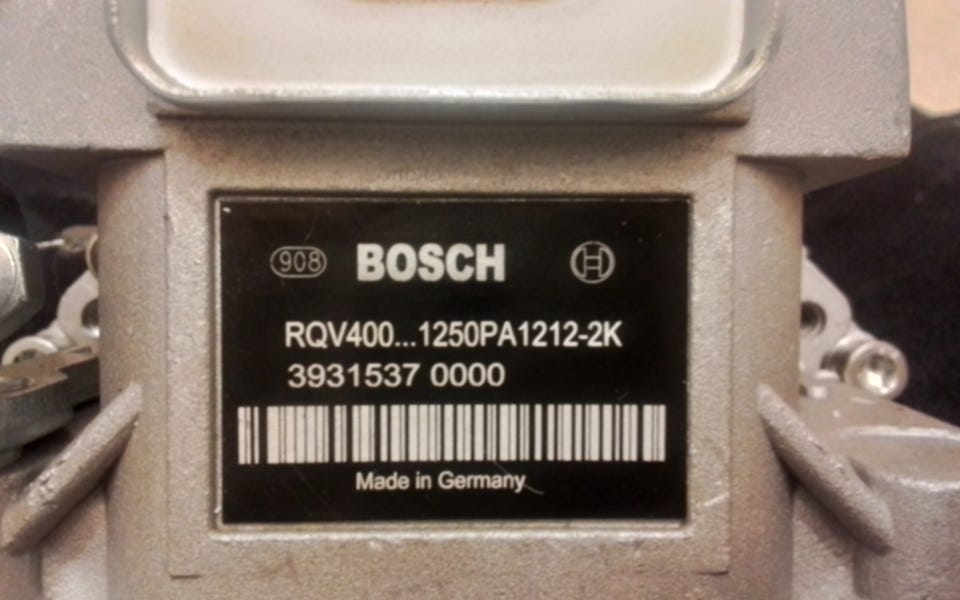 908 BOSCH
RQV400...1250PA1212-2K
3931537 0000
Made in Germany